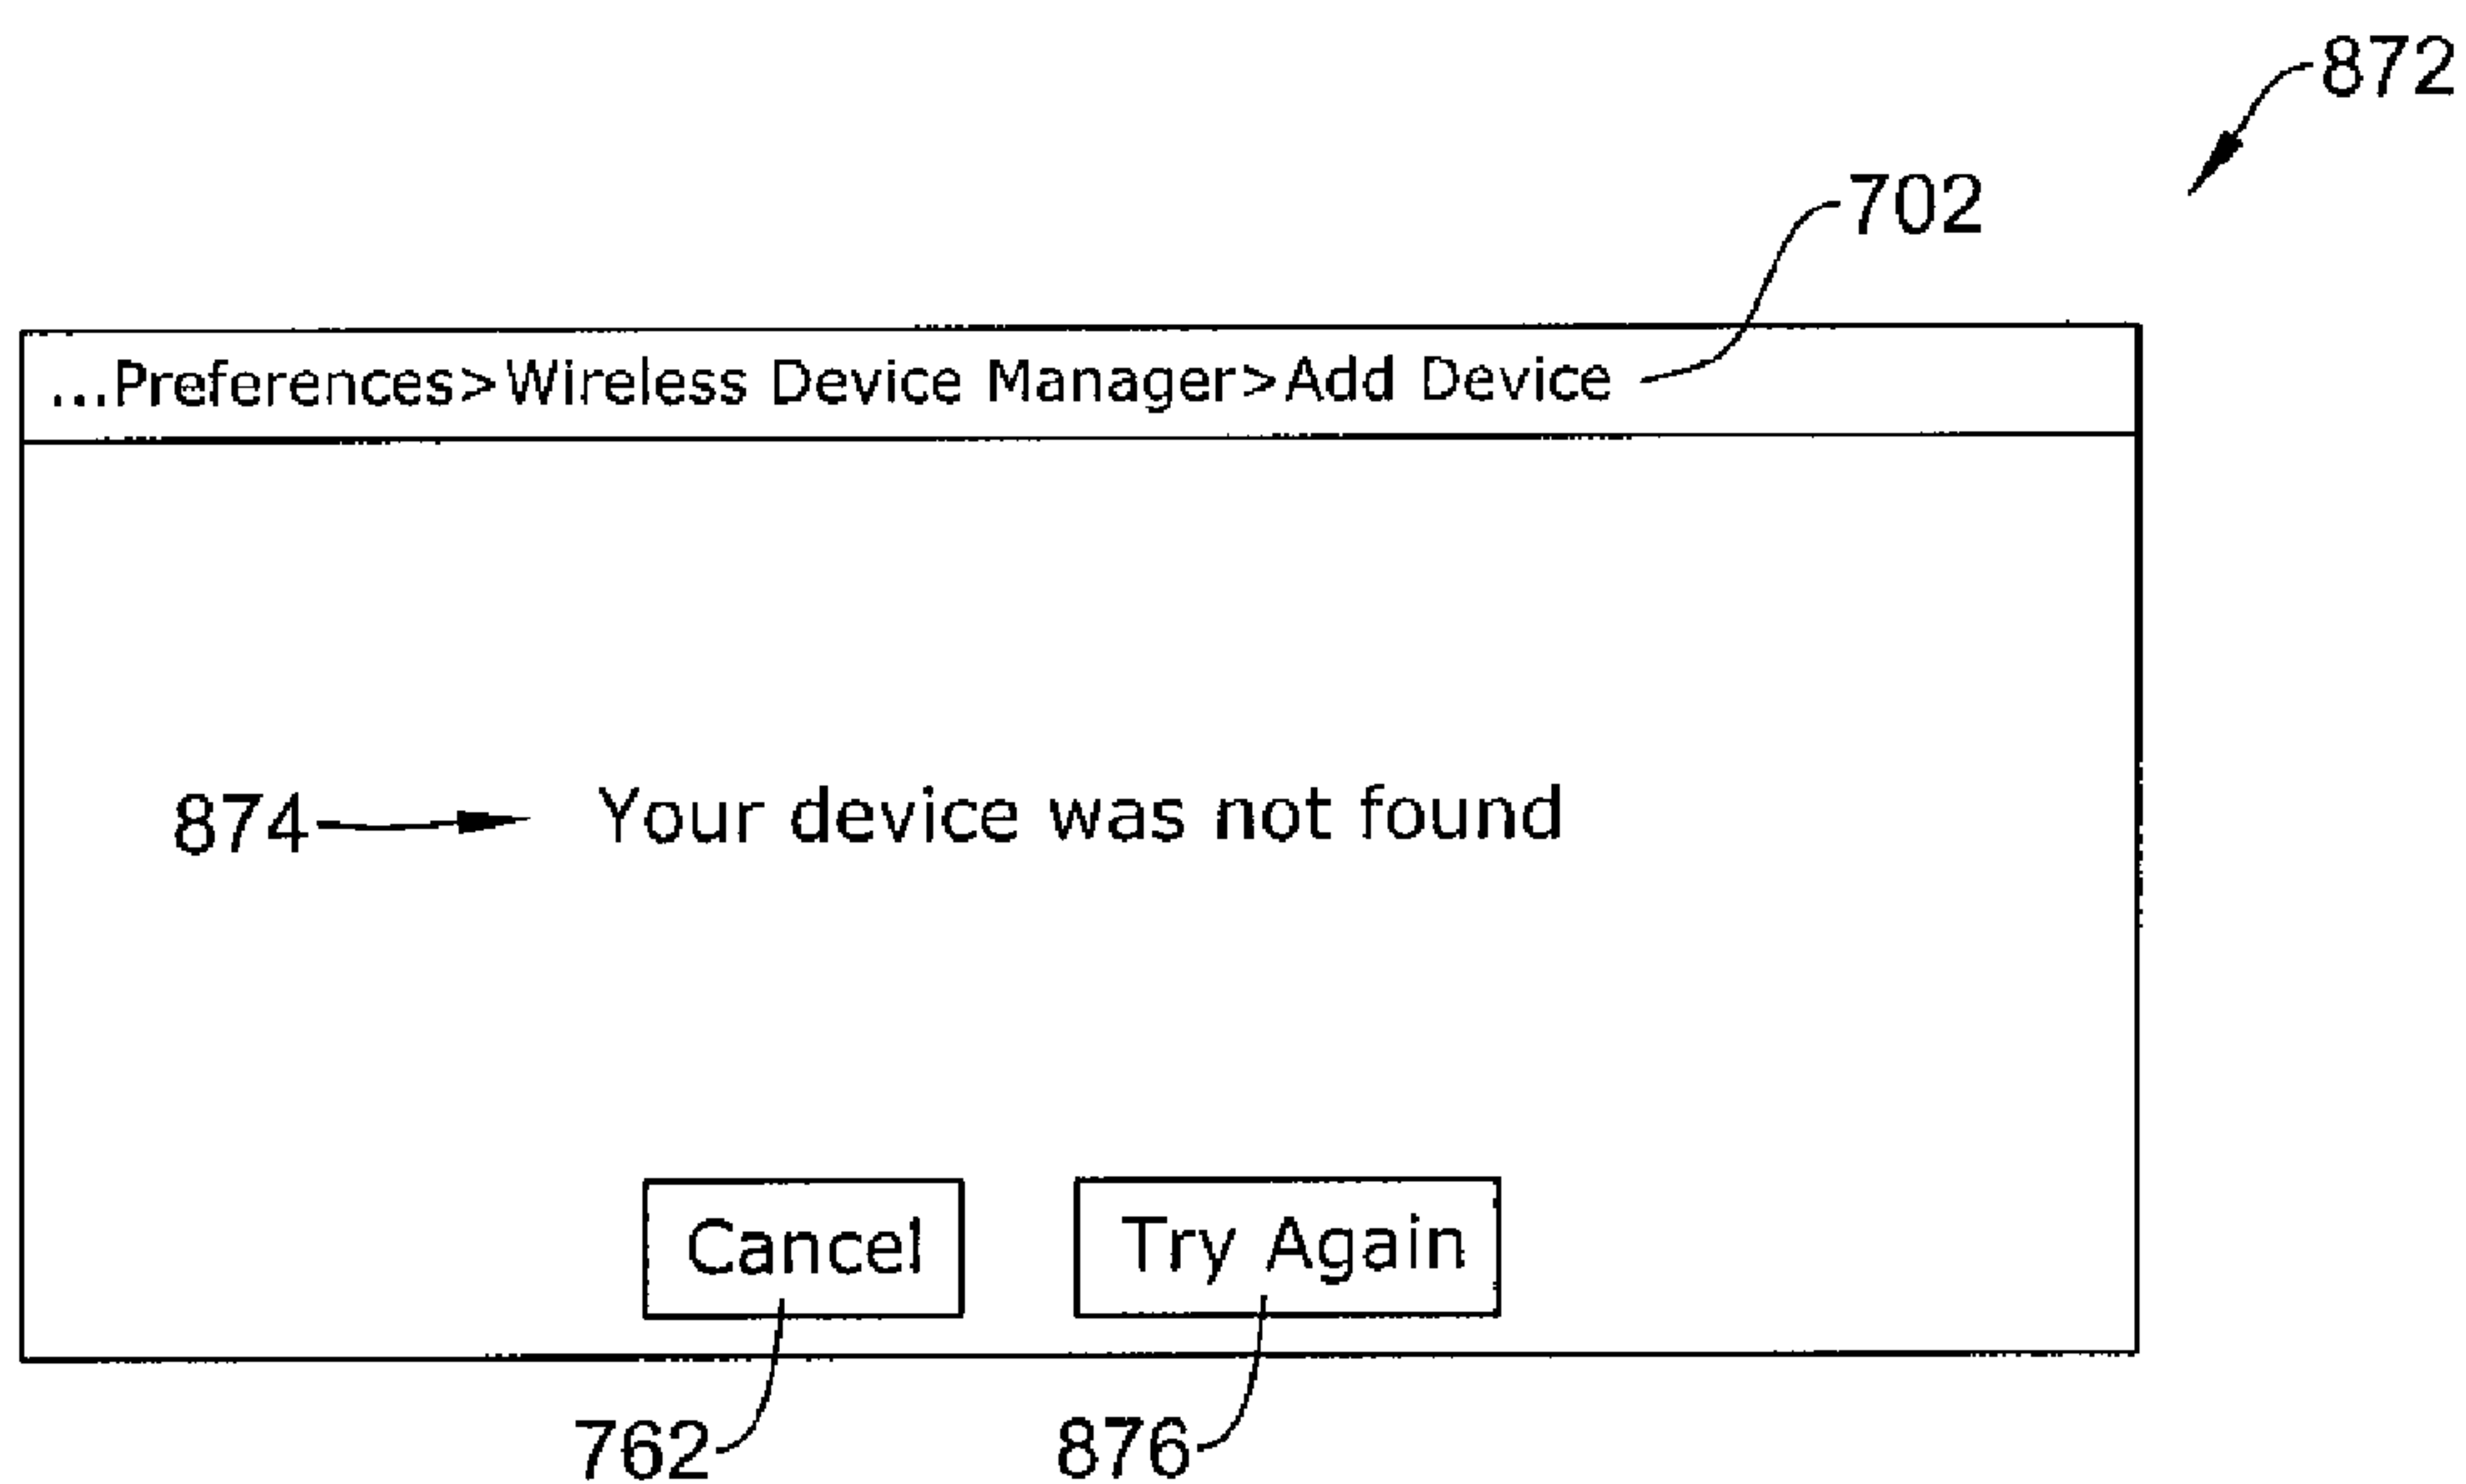 872
702
...Preferences>Wireless Device Manager>Add Device
874 Your device was not found
Cancel Try Again
762 876